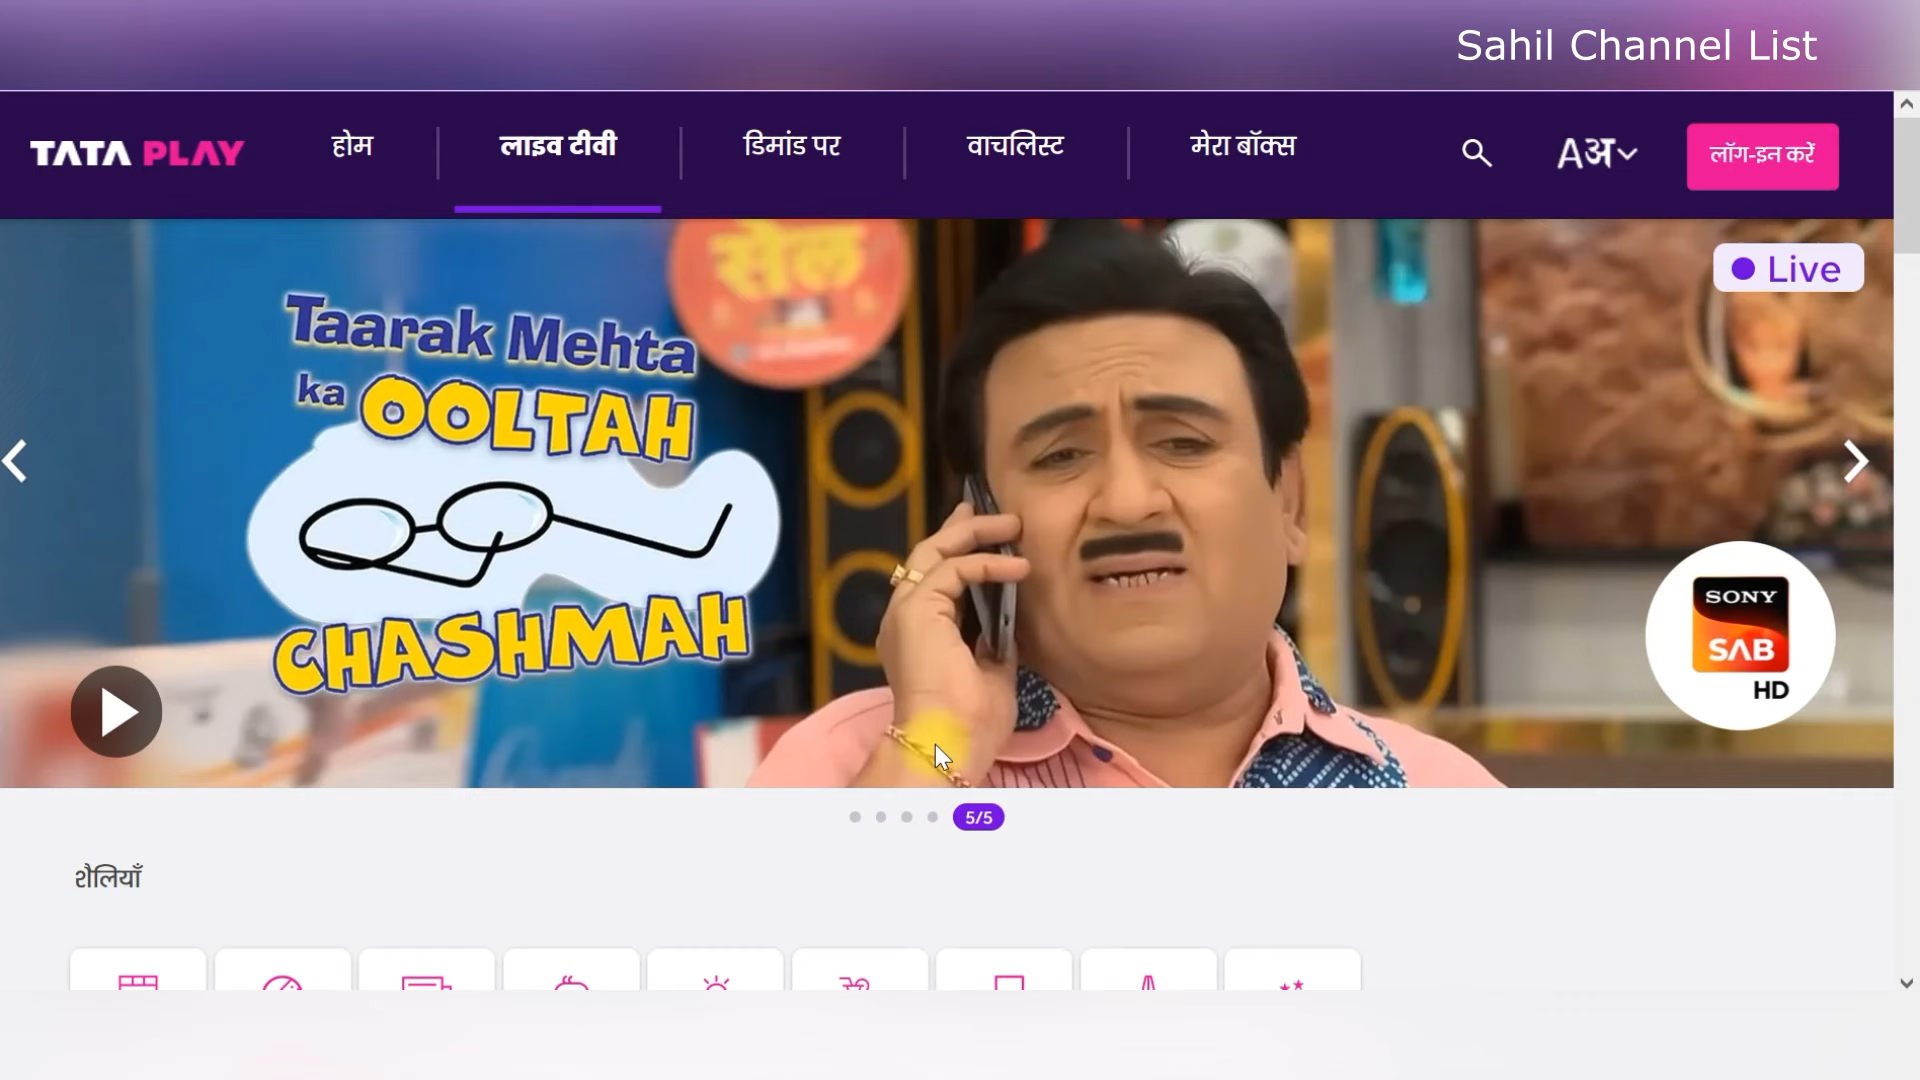 Sahil Channel List
TATA PLAY
होम
लाइव टीवी
डिमांड पर
वाचलिस्ट
मेरा बॉक्स
Aअ
लॉग-इन करें
Live
सेल
Taarak Mehta
ka OOLTAH
CHASHMAH
SONY
SAB
HD
5/5
शैलियाँ